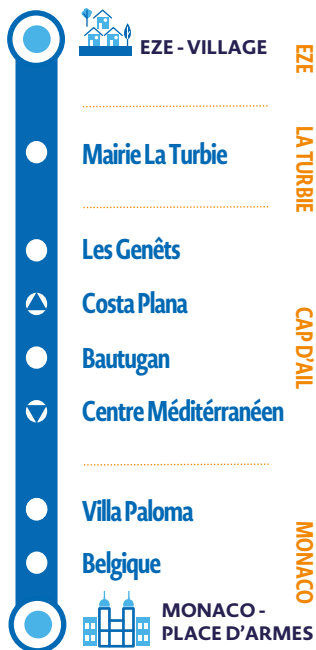 EZE - VILLAGE
EZE
Mairie La Turbie
LA TURBIE
Les Genêts
Costa Plana
Bautugan
Centre Méditérranéen
CAP D'AIL
Villa Paloma
Belgique
MONACO
MONACO -
PLACE D'ARMES